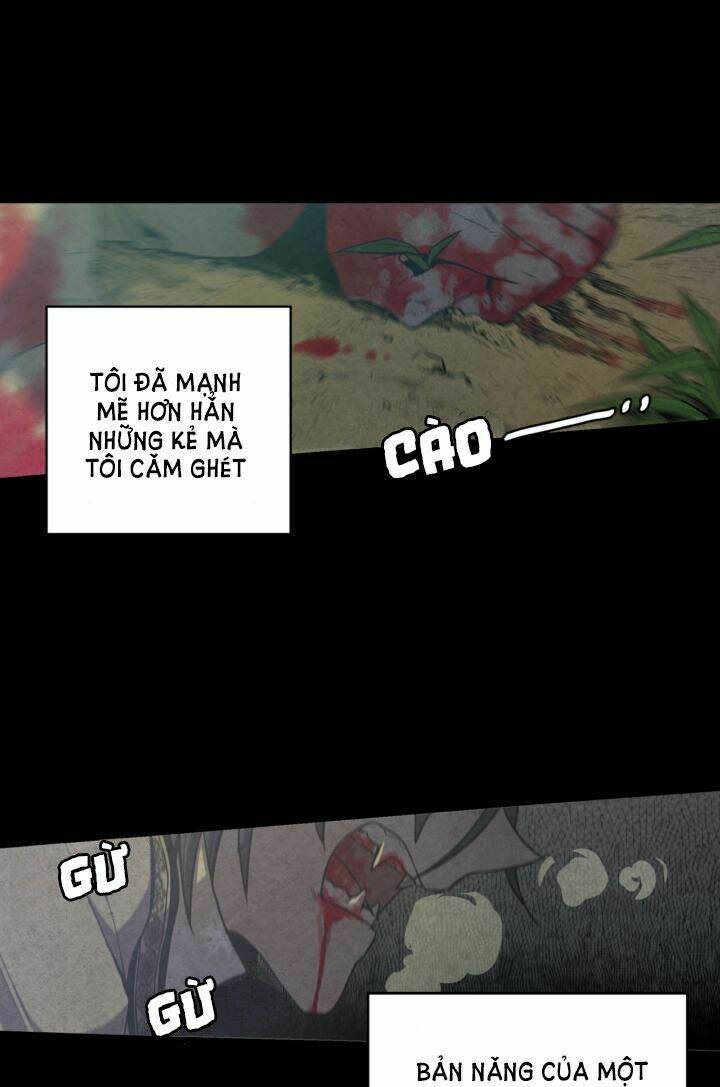 TÔI ĐÃ MẠNH
MẼ HƠN HẲN
NHỮNG KẺ MÀ
TÔI CĂM GHÉT
CÀO
GỪ
GỪ
BẢN NĂNG CỦA MỘT